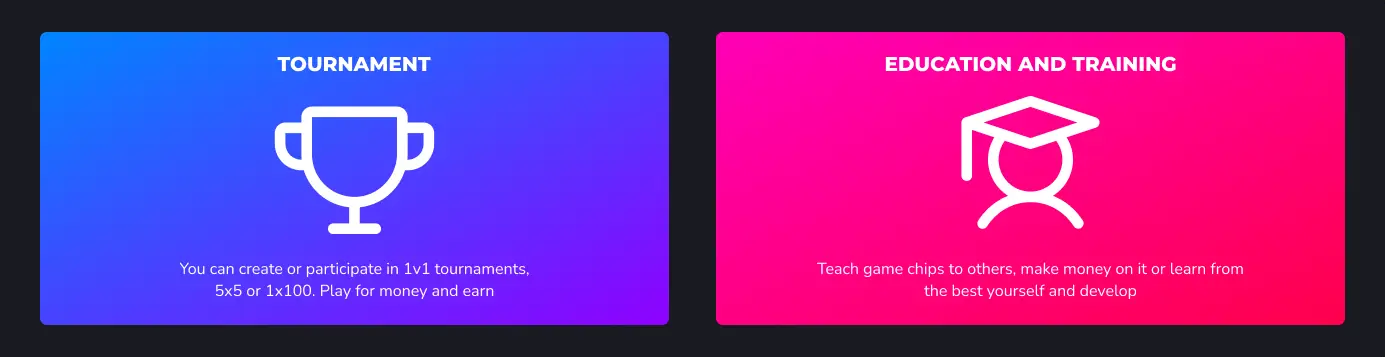 TOURNAMENT
You can create or participate in 1v1 tournaments,
5x5 or 1x100. Play for money and earn
EDUCATION AND TRAINING
Teach game chips to others, make money on it or learn from
the best yourself and develop